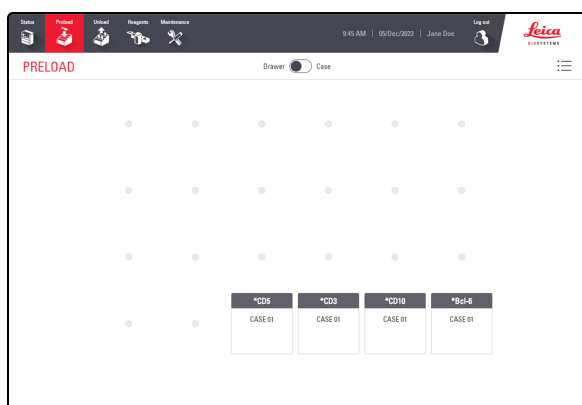 Status Preload Unload Reagents Maintenance 9:45 AM | 05/Dec/2022 | Jane Doe Log out
Leica
BIOSYSTEMS
PRELOAD Drawer Case
*CD5 *CD3 *CD10 *Bcl-6
CASE 01 CASE 01 CASE 01 CASE 01